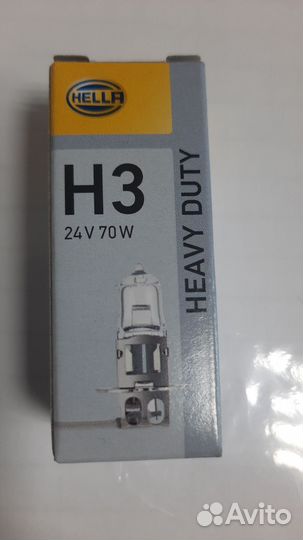 HELLA
H3
24V 70W
HEAVY DUTY
Avito